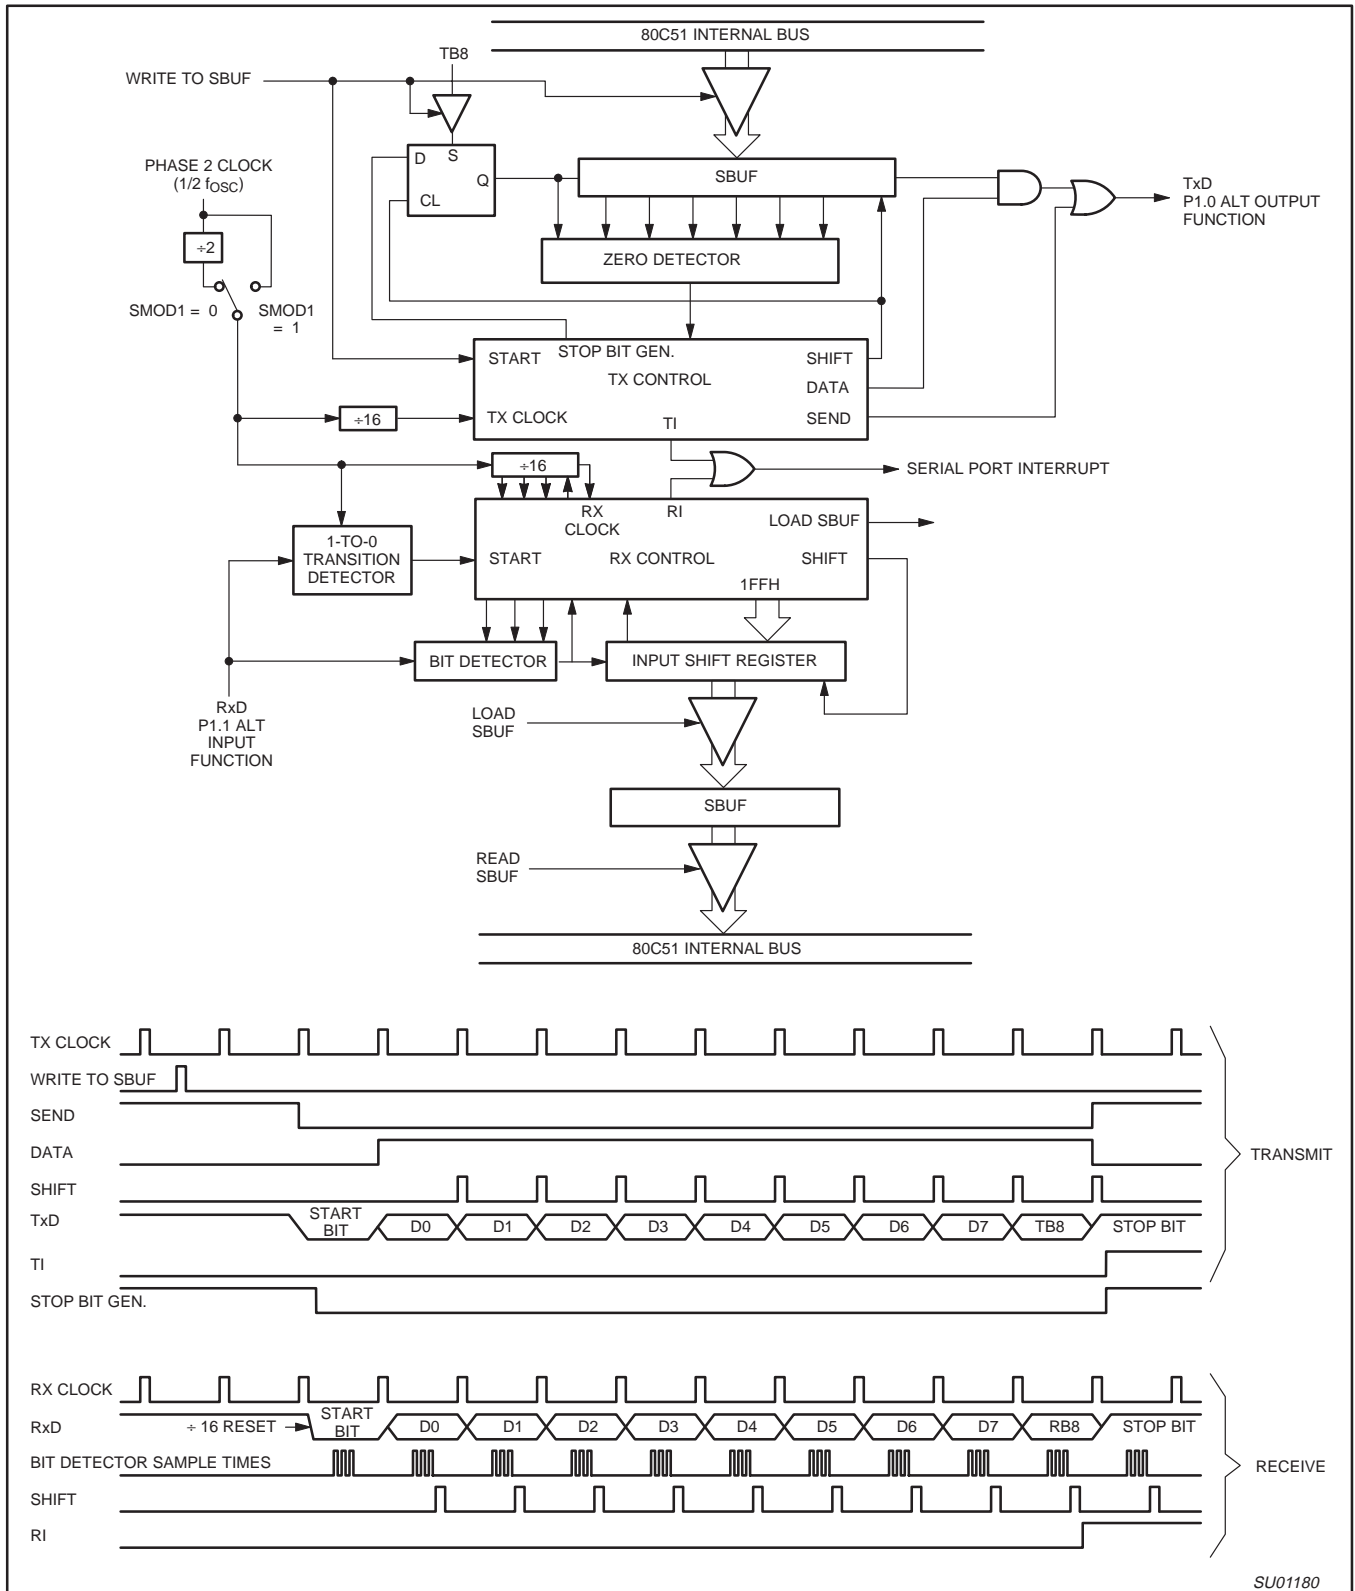 80C51 INTERNAL BUS
TB8
WRITE TO SBUF
D
S
Q
CL
PHASE 2 CLOCK
(1/2 fOSC)
SBUF
TxD
P1.0 ALT OUTPUT
FUNCTION
÷2
ZERO DETECTOR
SMOD1 = 0
SMOD1
= 1
STOP BIT GEN.
START
SHIFT
TX CONTROL
DATA
÷16
TX CLOCK
TI
SEND
÷16
SERIAL PORT INTERRUPT
RX
CLOCK
RI
LOAD SBUF
1-TO-0
TRANSITION
DETECTOR
START
RX CONTROL
SHIFT
1FFH
BIT DETECTOR
INPUT SHIFT REGISTER
RxD
P1.1 ALT
INPUT
FUNCTION
LOAD
SBUF
SBUF
READ
SBUF
80C51 INTERNAL BUS
TX CLOCK
WRITE TO SBUF
SEND
DATA
TRANSMIT
SHIFT
TxD
START
BIT
D0 D1 D2 D3 D4 D5 D6 D7 TB8 STOP BIT
TI
STOP BIT GEN.
RX CLOCK
RxD
÷ 16 RESET
START
BIT
D0 D1 D2 D3 D4 D5 D6 D7 RB8 STOP BIT
BIT DETECTOR SAMPLE TIMES
RECEIVE
SHIFT
RI
SU01180